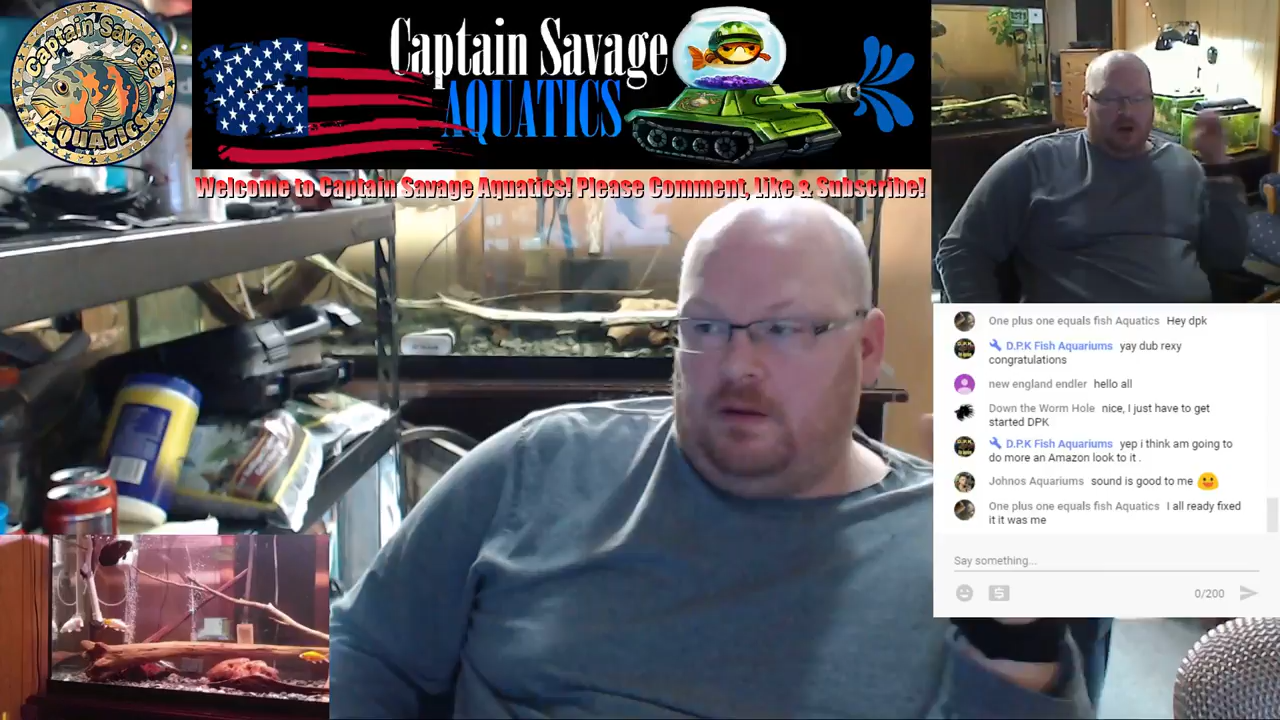 Captain Savage
AQUATICS
Captain Savage
AQUATICS
Welcome to Captain Savage Aquatics! Please Comment, Like & Subscribe!
One plus one equals fish Aquatics Hey dpk
D.P.K Fish Aquariums yay dub rexy
congratulations
new england endler hello all
Down the Worm Hole nice, I just have to get
started DPK
D.P.K Fish Aquariums yep i think am going to
do more an Amazon look to it .
Johnos Aquariums sound is good to me
One plus one equals fish Aquatics I all ready fixed
it it was me
Say something...
0/200